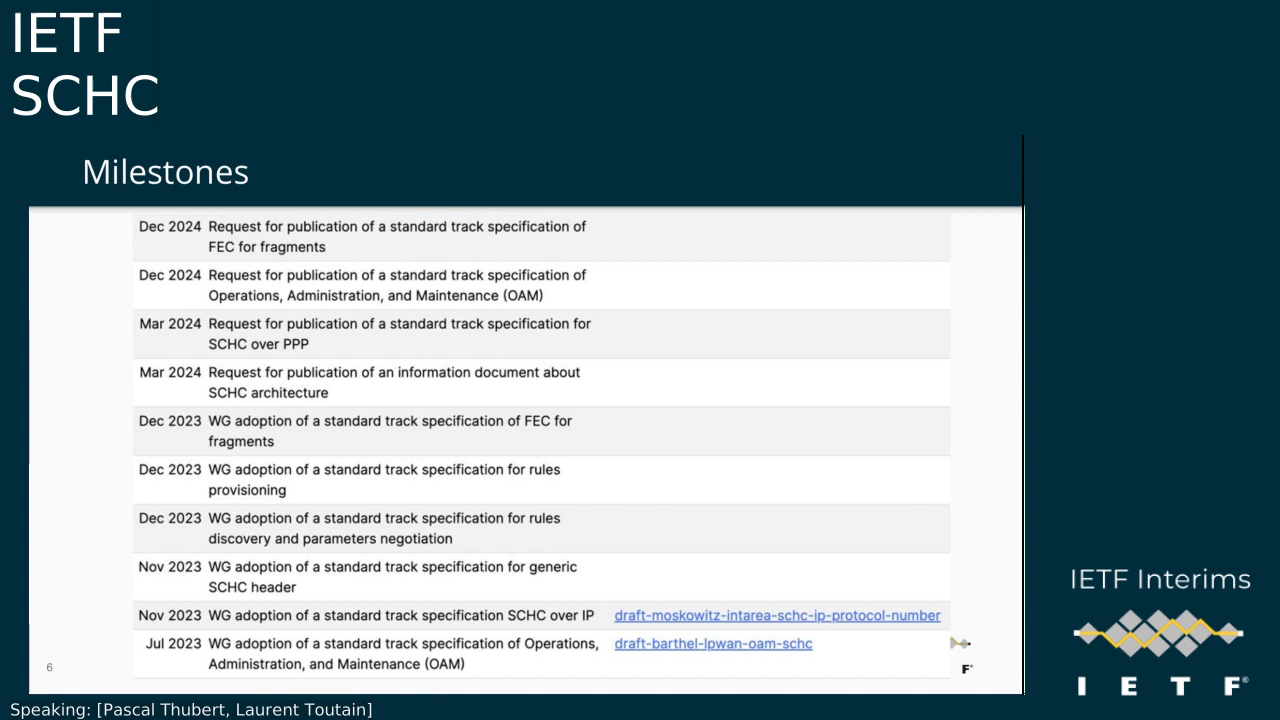 IETF
SCHC
Milestones
Dec 2024 Request for publication of a standard track specification of
FEC for fragments
Dec 2024 Request for publication of a standard track specification of
Operations, Administration, and Maintenance (OAM)
Mar 2024 Request for publication of a standard track specification for
SCHC over PPP
Mar 2024 Request for publication of an information document about
SCHC architecture
Dec 2023 WG adoption of a standard track specification of FEC for
fragments
Dec 2023 WG adoption of a standard track specification for rules
provisioning
Dec 2023 WG adoption of a standard track specification for rules
discovery and parameters negotiation
Nov 2023 WG adoption of a standard track specification for generic
SCHC header
Nov 2023 WG adoption of a standard track specification SCHC over IP draft-moskowitz-intarea-schc-ip-protocol-number
Jul 2023 WG adoption of a standard track specification of Operations, draft-barthel-lpwan-oam-schc
Administration, and Maintenance (OAM)
6
F®
IETF Interims
I E T F®
Speaking: [Pascal Thubert, Laurent Toutain]